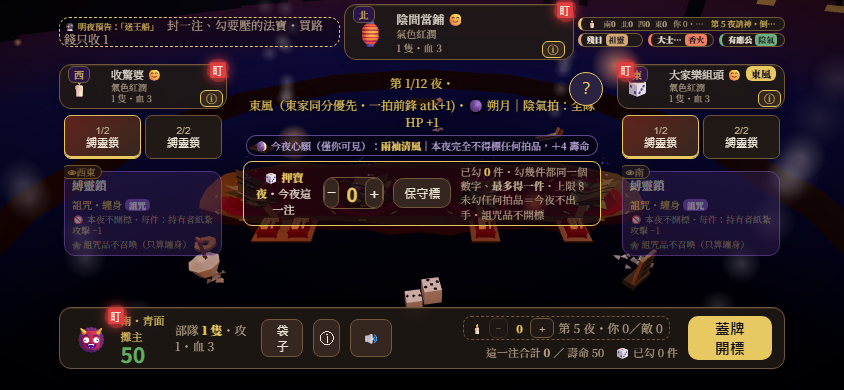 明夜預告:「送王船」 封一注、勾要壓的法寶,買路
錢只收 1
北
陰間當鋪
氣色紅潤
1 隻・血 3
盯
南0 北0 西0 東0 你0・…
第 5 夜請神・倒…
殘月 祖靈
大士… 香火
有應公 陰氣
西
收驚婆
氣色紅潤
1 隻・血 3
盯
第 1/12 夜・
東風(東家同分優先・一拍前鋒 atk+1)・ 朔月|陰氣拍:全隊
HP +1
?
東
大家樂組頭
東風
氣色紅潤
1 隻・血 3
盯
1/2
縛靈鎖
2/2
縛靈鎖
今夜心願(僅你可見):兩袖清風|本夜完全不得標任何拍品,+4 壽命
1/2
縛靈鎖
2/2
縛靈鎖
西東
縛靈鎖
詛咒・纏身 詛咒
本夜不開標・每件:持有者紙紮
攻擊 −1
詛咒品不召喚(只算纏身)
押寶
夜・今夜這
一注
− 0 +
保守標
已勾 0 件・勾幾件都同一個
數字、最多得一件・上限 8
未勾任何拍品=今夜不出
手・詛咒品不開標
南
縛靈鎖
詛咒・纏身 詛咒
本夜不開標・每件:持有者紙紮
攻擊 −1
詛咒品不召喚(只算纏身)
盯
南・青面
攤主
50
部隊 1 隻・攻
1・血 3
袋
子
− 0 + 第 5 夜・你 0/敵 0
這一注合計 0 / 壽命 50 已勾 0 件
蓋牌
開標